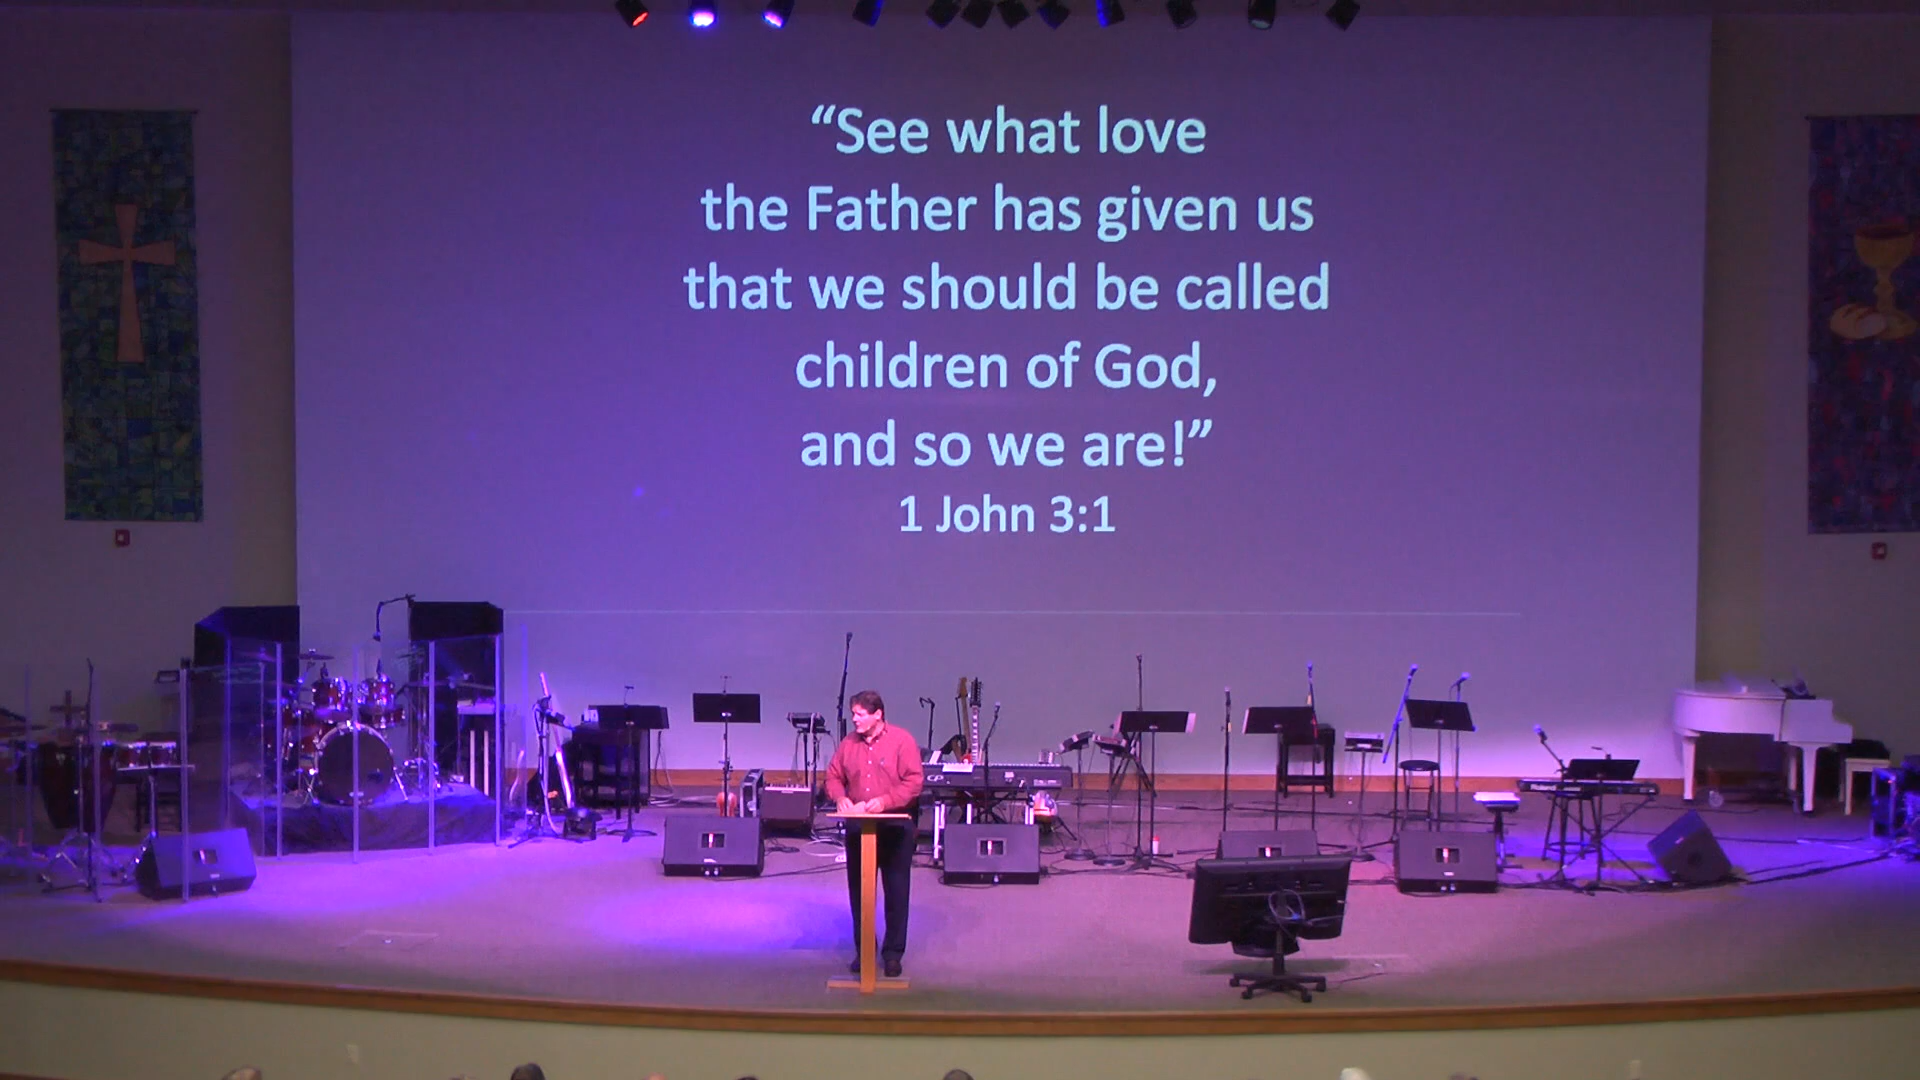 “See what love
the Father has given us
that we should be called
children of God,
and so we are!”
1 John 3:1
CP